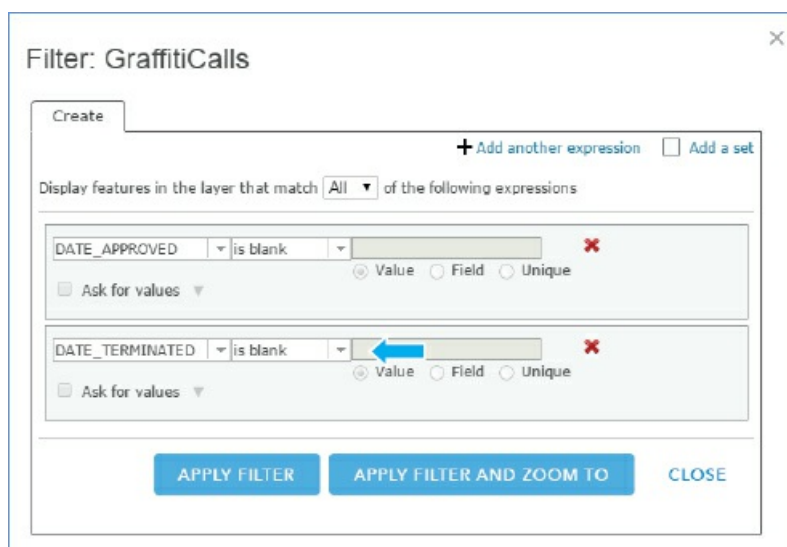 Filter: GraffitiCalls
Create
Add another expression Add a set
Display features in the layer that match All of the following expressions
DATE_APPROVED is blank
Value Field Unique
Ask for values
DATE_TERMINATED is blank
Value Field Unique
Ask for values
APPLY FILTER APPLY FILTER AND ZOOM TO CLOSE